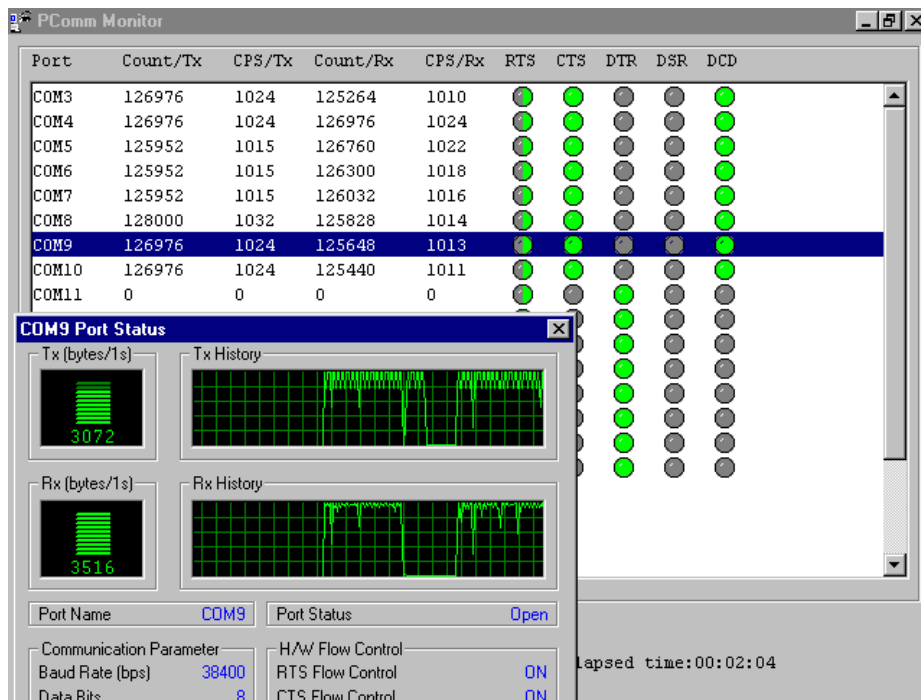 PComm Monitor
Port Count/Tx CPS/Tx Count/Rx CPS/Rx RTS CTS DTR DSR DCD
COM3 126976 1024 125264 1010
COM4 126976 1024 126976 1024
COM5 125952 1015 126760 1022
COM6 125952 1015 126300 1018
COM7 125952 1015 126032 1016
COM8 128000 1032 125828 1014
COM9 126976 1024 125648 1013
COM10 126976 1024 125440 1011
COM11 0 0 0 0
COM9 Port Status
Tx (bytes/1s) Tx History
3072
Rx (bytes/1s) Rx History
3516
Port Name COM9 Port Status Open
Communication Parameter H/W Flow Control
Baud Rate (bps) 38400 RTS Flow Control ON
lapsed time:00:02:04
Data Bits 8 CTS Flow Control ON